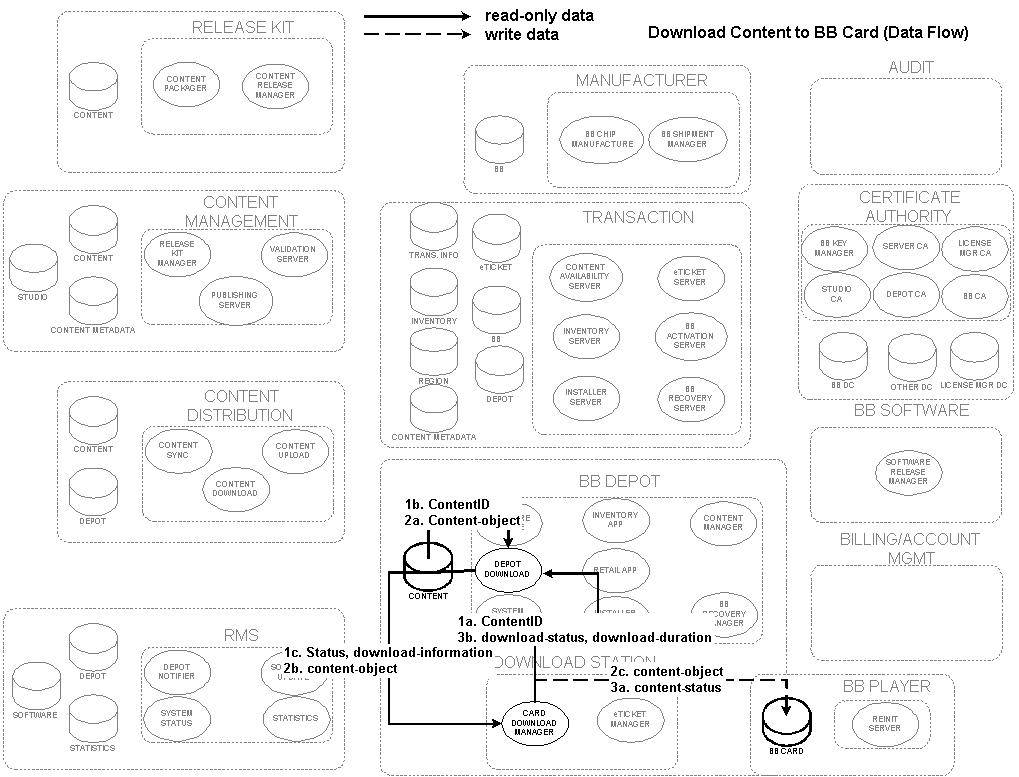 read-only data
write data
Download Content to BB Card (Data Flow)
RELEASE KIT
CONTENT
PACKAGER
CONTENT
RELEASE
MANAGER
CONTENT
MANUFACTURER
BB CHIP
MANUFACTURE
BB SHIPMENT
MANAGER
BB
AUDIT
CONTENT
MANAGEMENT
RELEASE
KIT
MANAGER
VALIDATION
SERVER
PUBLISHING
SERVER
CONTENT
STUDIO
CONTENT METADATA
TRANSACTION
TRANS. INFO
eTICKET
INVENTORY
BB
REGION
DEPOT
CONTENT METADATA
CONTENT
AVAILABILITY
SERVER
eTICKET
SERVER
INVENTORY
SERVER
BB
ACTIVATION
SERVER
INSTALLER
SERVER
BB
RECOVERY
SERVER
CERTIFICATE
AUTHORITY
BB KEY
MANAGER
SERVER CA
LICENSE
MGR CA
STUDIO
CA
DEPOT CA
BB CA
BB DC
OTHER DC
LICENSE MGR DC
CONTENT
DISTRIBUTION
CONTENT
SYNC
CONTENT
UPLOAD
CONTENT
DOWNLOAD
CONTENT
DEPOT
BB SOFTWARE
SOFTWARE
RELEASE
MANAGER
BB DEPOT
1b. ContentID
2a. Content-object
INVENTORY
APP
CONTENT
MANAGER
DEPOT
DOWNLOAD
RETAIL APP
CONTENT
SYSTEM
INSTALLER
BB
1a. ContentID
3b. download-status, download-duration
BILLING/ACCOUNT
MGMT
RMS
DEPOT
NOTIFIER
SYSTEM
STATUS
STATISTICS
DEPOT
SOFTWARE
STATISTICS
1c. Status, download-information
2b. content-object
DOWNLOAD STATION
2c. content-object
3a. content-status
CARD
DOWNLOAD
MANAGER
eTICKET
MANAGER
BB PLAYER
REINIT
SERVER
BB CARD